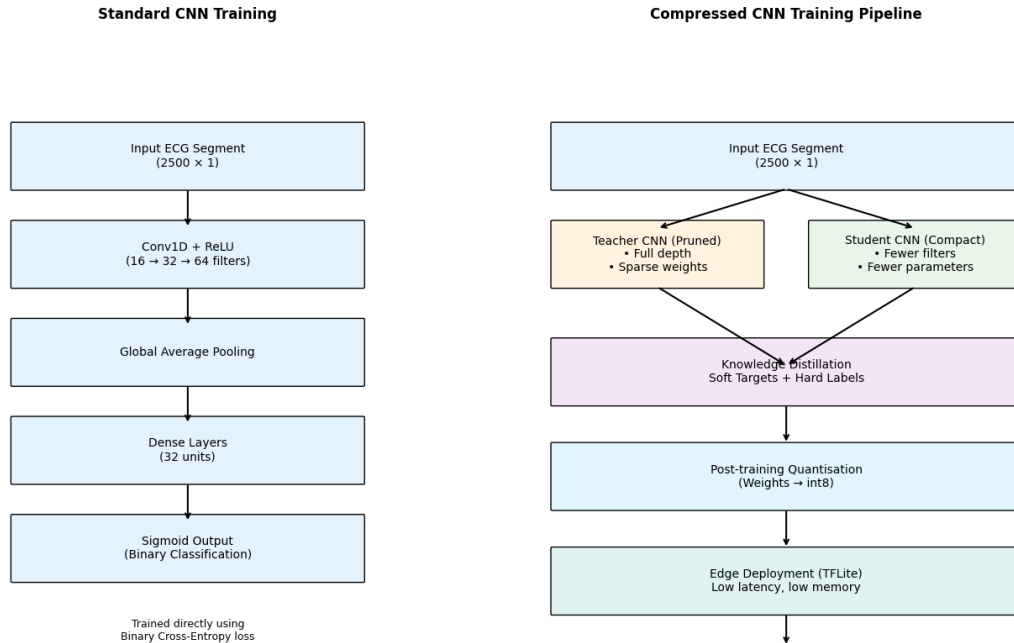 Standard CNN Training
Input ECG Segment
(2500 × 1)
Conv1D + ReLU
(16 → 32 → 64 filters)
Global Average Pooling
Dense Layers
(32 units)
Sigmoid Output
(Binary Classification)
Trained directly using
Binary Cross-Entropy loss
Compressed CNN Training Pipeline
Input ECG Segment
(2500 × 1)
Teacher CNN (Pruned)
• Full depth
• Sparse weights
Student CNN (Compact)
• Fewer filters
• Fewer parameters
Knowledge Distillation
Soft Targets + Hard Labels
Post-training Quantisation
(Weights → int8)
Edge Deployment (TFLite)
Low latency, low memory